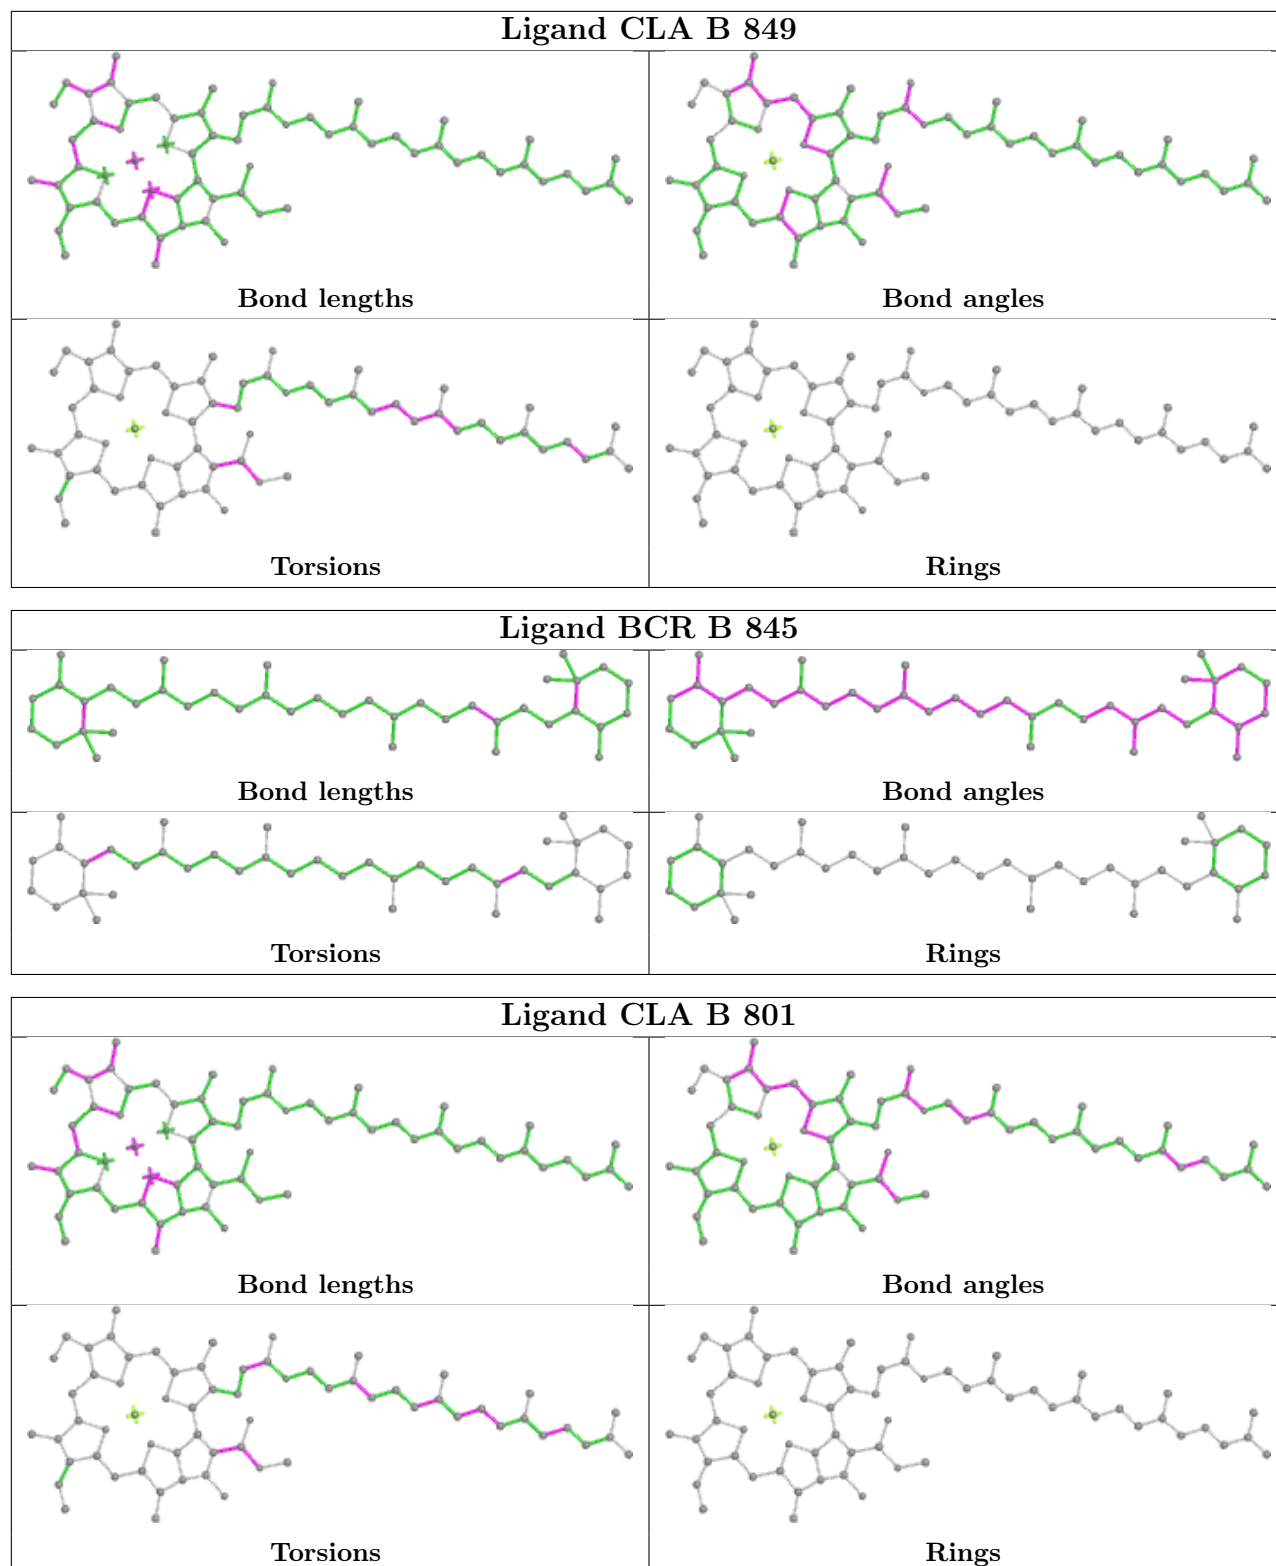 Ligand CLA B 849
Bond lengths
Bond angles
Torsions
Rings
Ligand BCR B 845
Bond lengths
Bond angles
Torsions
Rings
Ligand CLA B 801
Bond lengths
Bond angles
Torsions
Rings